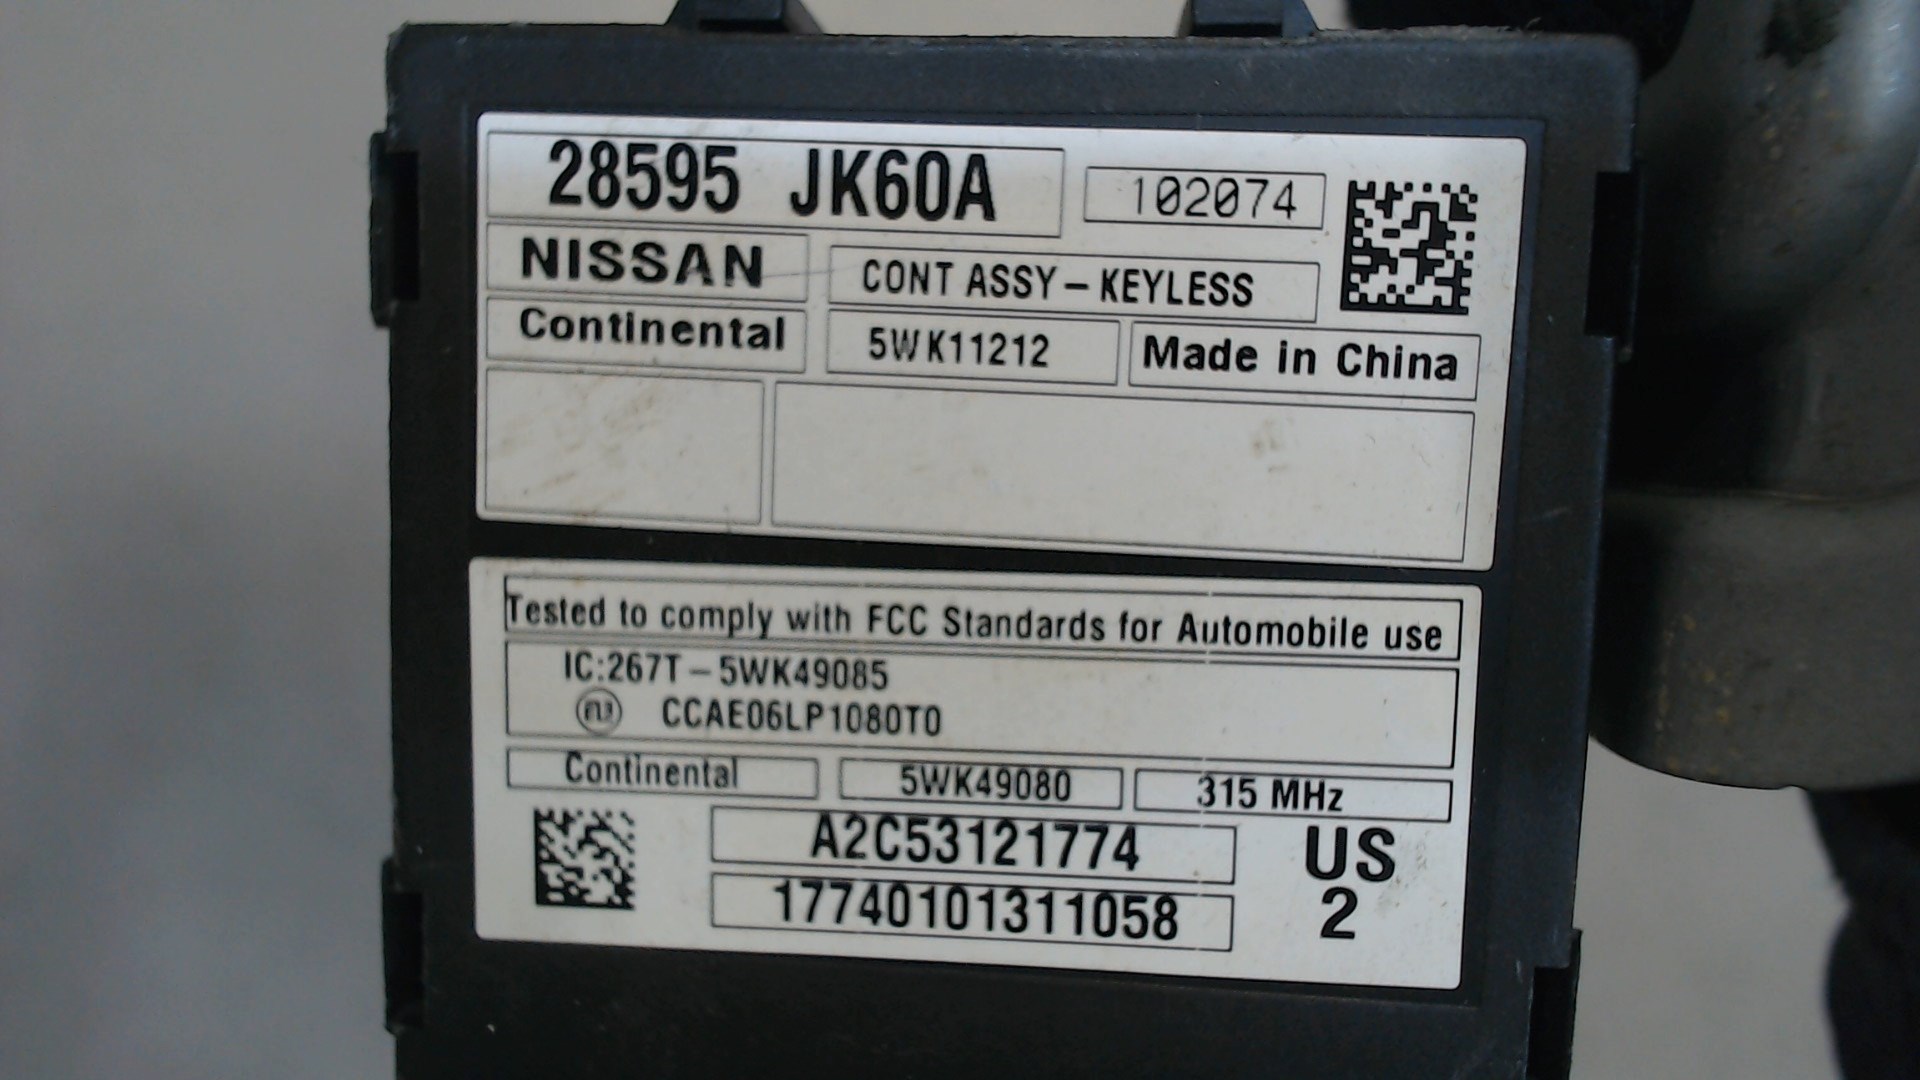 28595 JK60A 102074
NISSAN CONT ASSY – KEYLESS
Continental 5WK11212 Made in China
Tested to comply with FCC Standards for Automobile use
IC:267T – 5WK49085
CCAE06LP1080T0
Continental 5WK49080 315 MHz
A2C53121774 US
17740101311058 2